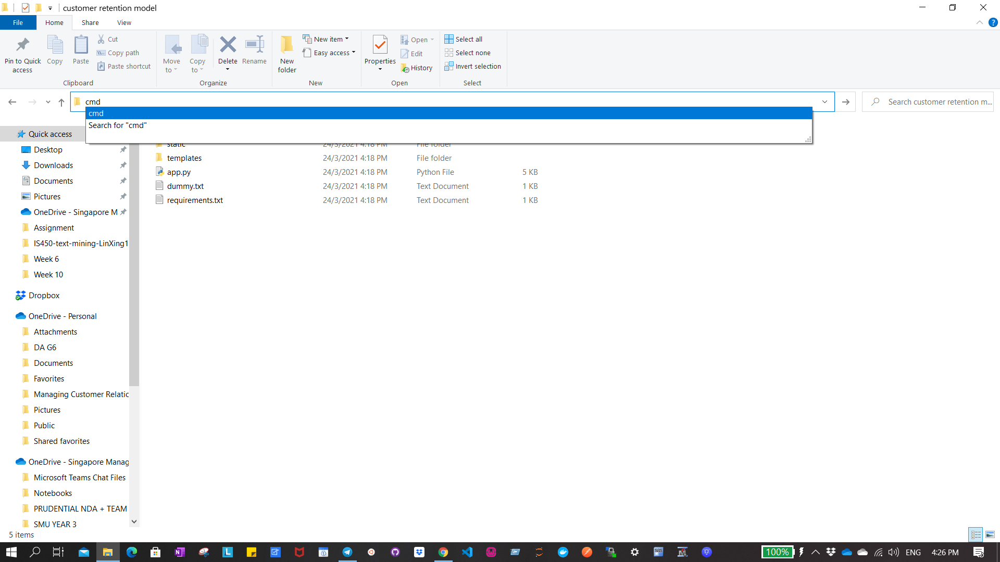 customer retention model
File
Home
Share
View
Pin to Quick access
Copy
Paste
Cut
Copy path
Paste shortcut
Clipboard
Move to
Copy to
Delete
Rename
Organize
New folder
New item
Easy access
New
Properties
Open
Edit
History
Open
Select all
Select none
Invert selection
Select
cmd
Search customer retention m...
cmd
Search for "cmd"
static 24/3/2021 4:18 PM File folder
templates 24/3/2021 4:18 PM File folder
app.py 24/3/2021 4:18 PM Python File 5 KB
dummy.txt 24/3/2021 4:18 PM Text Document 1 KB
requirements.txt 24/3/2021 4:18 PM Text Document 1 KB
Quick access
Desktop
Downloads
Documents
Pictures
OneDrive - Singapore M
Assignment
IS450-text-mining-LinXing1
Week 6
Week 10
Dropbox
OneDrive - Personal
Attachments
DA G6
Documents
Favorites
Managing Customer Relatic
Pictures
Public
Shared favorites
OneDrive - Singapore Manag
Microsoft Teams Chat Files
Notebooks
PRUDENTIAL NDA + TEAM
SMU YEAR 3
5 items
100%
ENG
4:26 PM